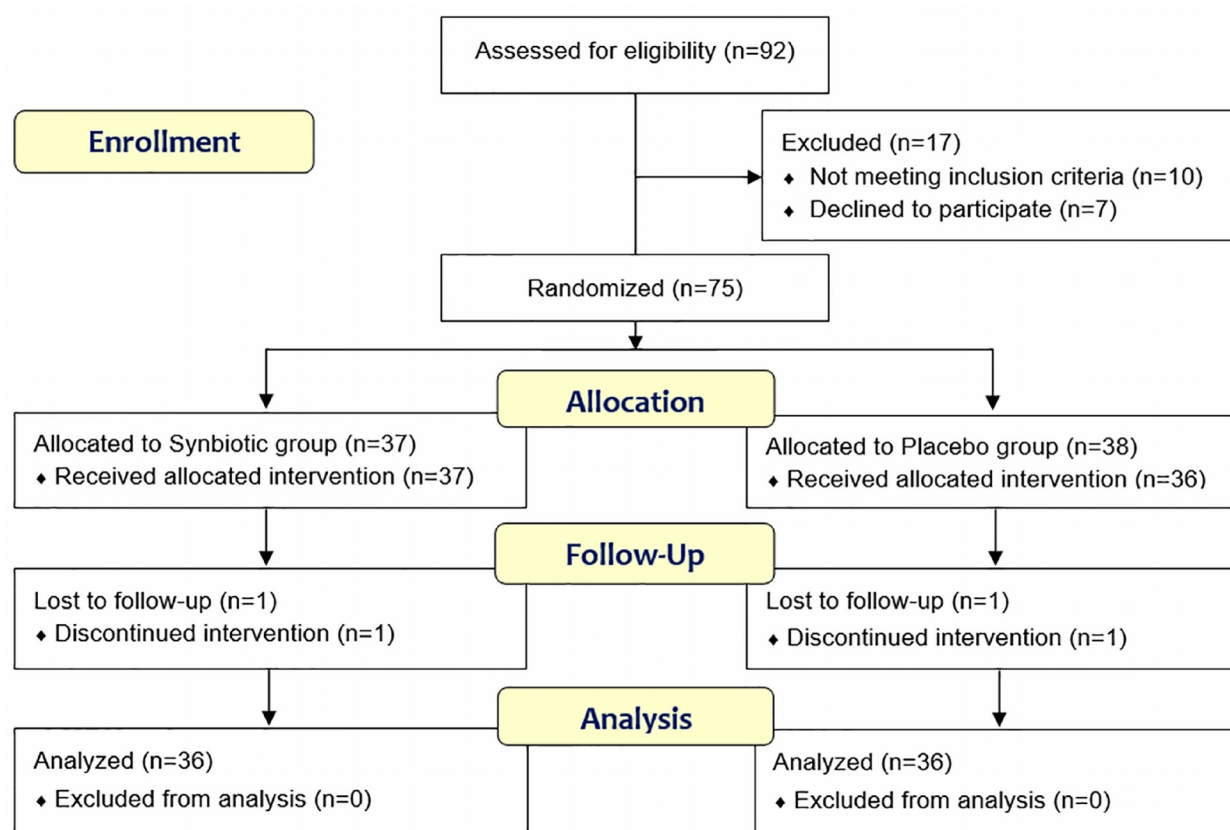 Assessed for eligibility (n=92)
Enrollment
Excluded (n=17)
♦ Not meeting inclusion criteria (n=10)
♦ Declined to participate (n=7)
Randomized (n=75)
Allocation
Allocated to Synbiotic group (n=37)
♦ Received allocated intervention (n=37)
Allocated to Placebo group (n=38)
♦ Received allocated intervention (n=36)
Follow-Up
Lost to follow-up (n=1)
♦ Discontinued intervention (n=1)
Lost to follow-up (n=1)
♦ Discontinued intervention (n=1)
Analysis
Analyzed (n=36)
♦ Excluded from analysis (n=0)
Analyzed (n=36)
♦ Excluded from analysis (n=0)